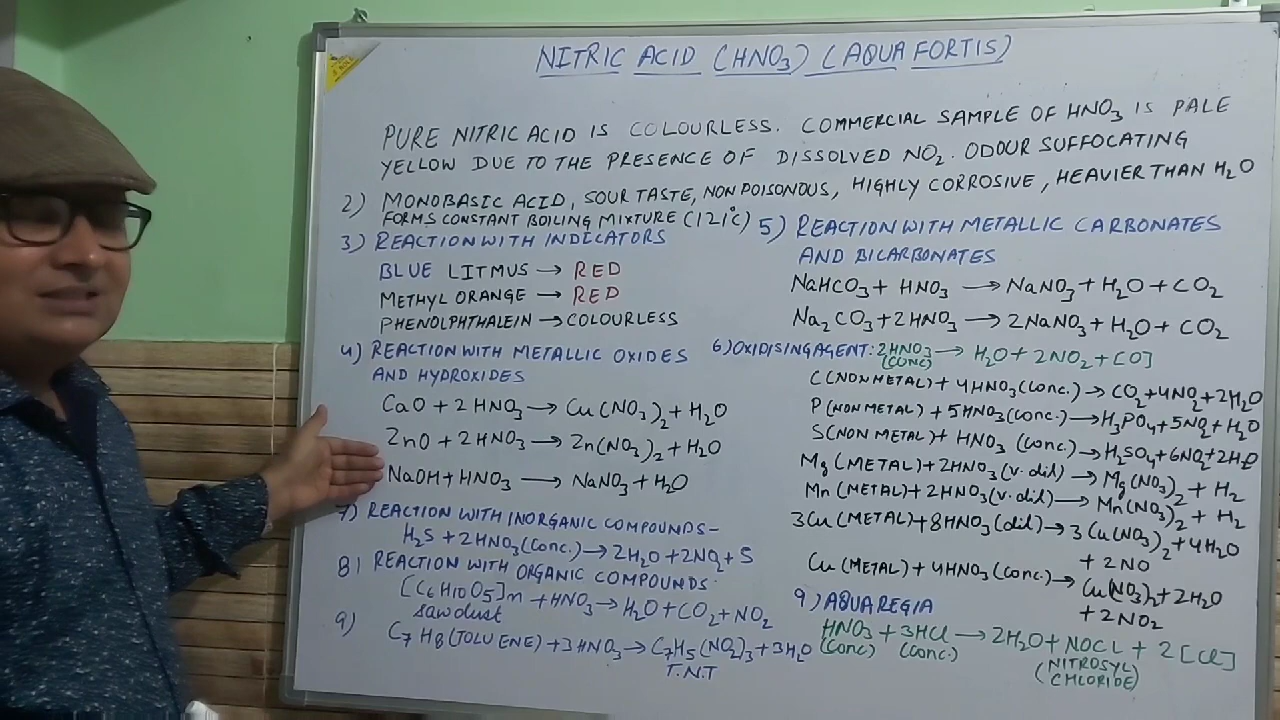 NITRIC ACID (HNO3) (AQUA FORTIS)
PURE NITRIC ACID IS COLOURLESS. COMMERCIAL SAMPLE OF HNO3 IS PALE
YELLOW DUE TO THE PRESENCE OF DISSOLVED NO2. ODOUR SUFFOCATING
2) MONOBASIC ACID, SOUR TASTE, NON POISONOUS, HIGHLY CORROSIVE, HEAVIER THAN H2O
FORMS CONSTANT BOILING MIXTURE (121°C)
3) REACTION WITH INDICATORS
BLUE LITMUS → RED
METHYL ORANGE → RED
PHENOLPHTHALEIN → COLOURLESS
4) REACTION WITH METALLIC OXIDES
AND HYDROXIDES
CaO + 2HNO3 → Cu(NO3)2 + H2O
ZnO + 2HNO3 → Zn(NO3)2 + H2O
NaOH + HNO3 → NaNO3 + H2O
5) REACTION WITH METALLIC CARBONATES
AND BICARBONATES
NaHCO3 + HNO3 → NaNO3 + H2O + CO2
Na2CO3 + 2HNO3 → 2NaNO3 + H2O + CO2
6) OXIDISING AGENT: 2HNO3 → H2O + 2NO2 + [O]
(CONC)
C (NON METAL) + 4HNO3 (conc.) → CO2 + 4NO2 + 2H2O
P (NON METAL) + 5HNO3 (conc.) → H3PO4 + 5NO2 + H2O
S (NON METAL) + HNO3 (conc.) → H2SO4 + 6NO2 + 2H2O
Mg (METAL) + 2HNO3 (v. dil) → Mg(NO3)2 + H2
Mn (METAL) + 2HNO3 (v. dil) → Mn(NO3)2 + H2
3Cu (METAL) + 8HNO3 (dil) → 3Cu(NO3)2 + 4H2O
+ 2NO
Cu (METAL) + 4HNO3 (conc.) → Cu(NO3)2 + 2H2O
+ 2NO2
7) REACTION WITH INORGANIC COMPOUNDS -
H2S + 2HNO3 (conc.) → 2H2O + 2NO2 + S
8) REACTION WITH ORGANIC COMPOUNDS:
[C6H10O5]n + HNO3 → H2O + CO2 + NO2
sawdust
9) C7H8 (TOLUENE) + 3HNO3 → C7H5(NO2)3 + 3H2O
T.N.T
9) AQUA REGIA
HNO3 + 3HCl → 2H2O + NOCl + 2[Cl]
(conc) (conc.)
(NITROSYL
CHLORIDE)